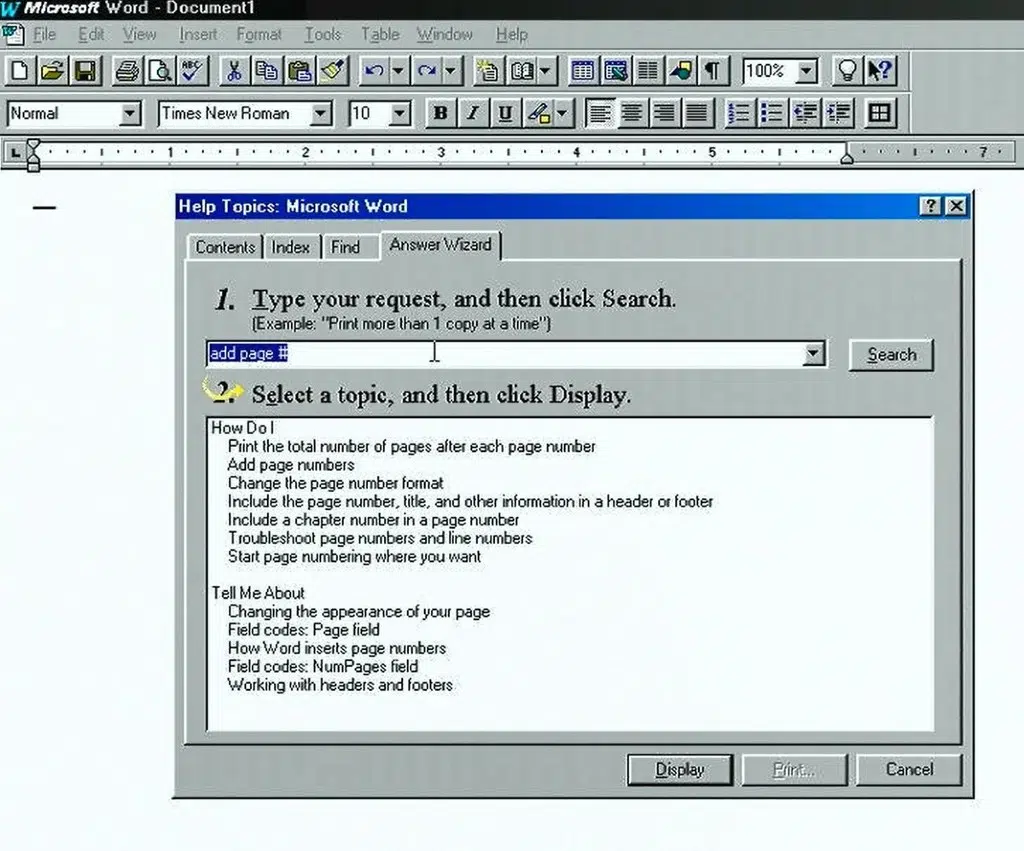 Microsoft Word - Document1
File Edit View Insert Format Tools Table Window Help
ABC 100% ?
Normal Times New Roman 10 B I U
1 2 3 4 5 7
Help Topics: Microsoft Word ?
Contents Index Find Answer Wizard
1. Type your request, and then click Search.
(Example: "Print more than 1 copy at a time")
add page # Search
2. Select a topic, and then click Display.
How Do I
Print the total number of pages after each page number
Add page numbers
Change the page number format
Include the page number, title, and other information in a header or footer
Include a chapter number in a page number
Troubleshoot page numbers and line numbers
Start page numbering where you want
Tell Me About
Changing the appearance of your page
Field codes: Page field
How Word inserts page numbers
Field codes: NumPages field
Working with headers and footers
Display Print... Cancel